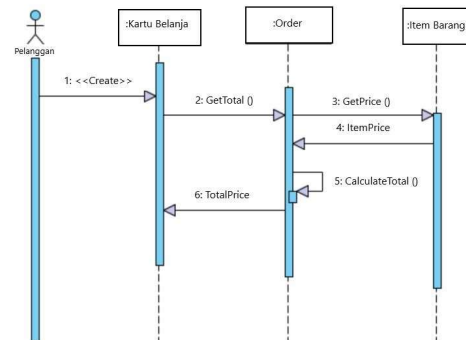 :Kartu Belanja
:Order
:Item Barang
Pelanggan
1: <<Create>>
2: GetTotal ()
3: GetPrice ()
4: ItemPrice
5: CalculateTotal ()
6: TotalPrice